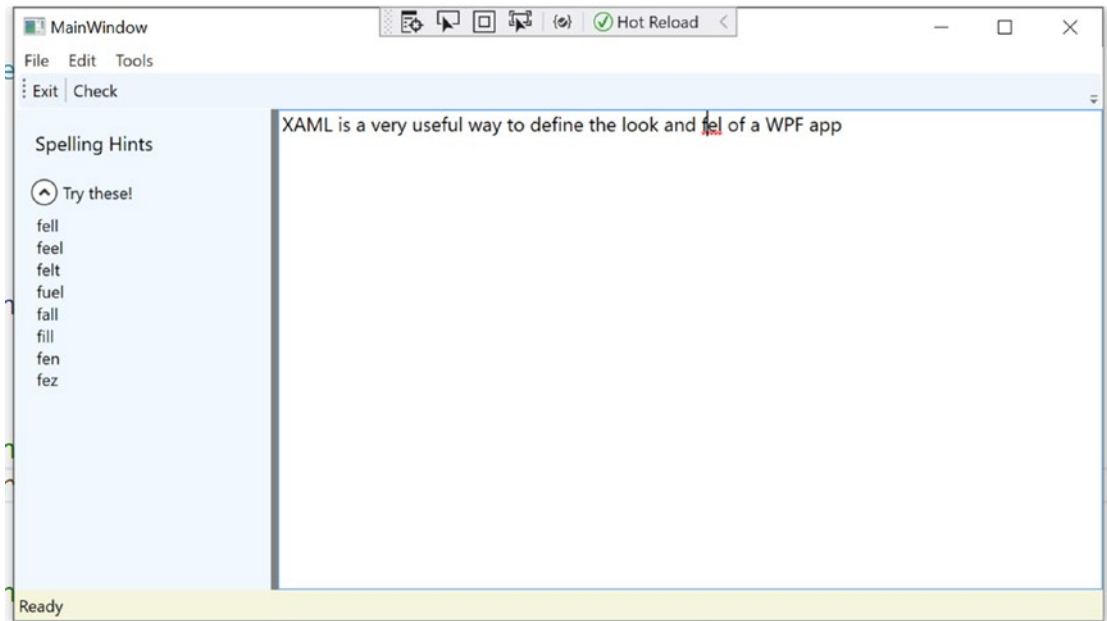 MainWindow
Hot Reload
File Edit Tools
Exit Check
Spelling Hints
Try these!
fell
feel
felt
fuel
fall
fill
fen
fez
XAML is a very useful way to define the look and fel of a WPF app
Ready